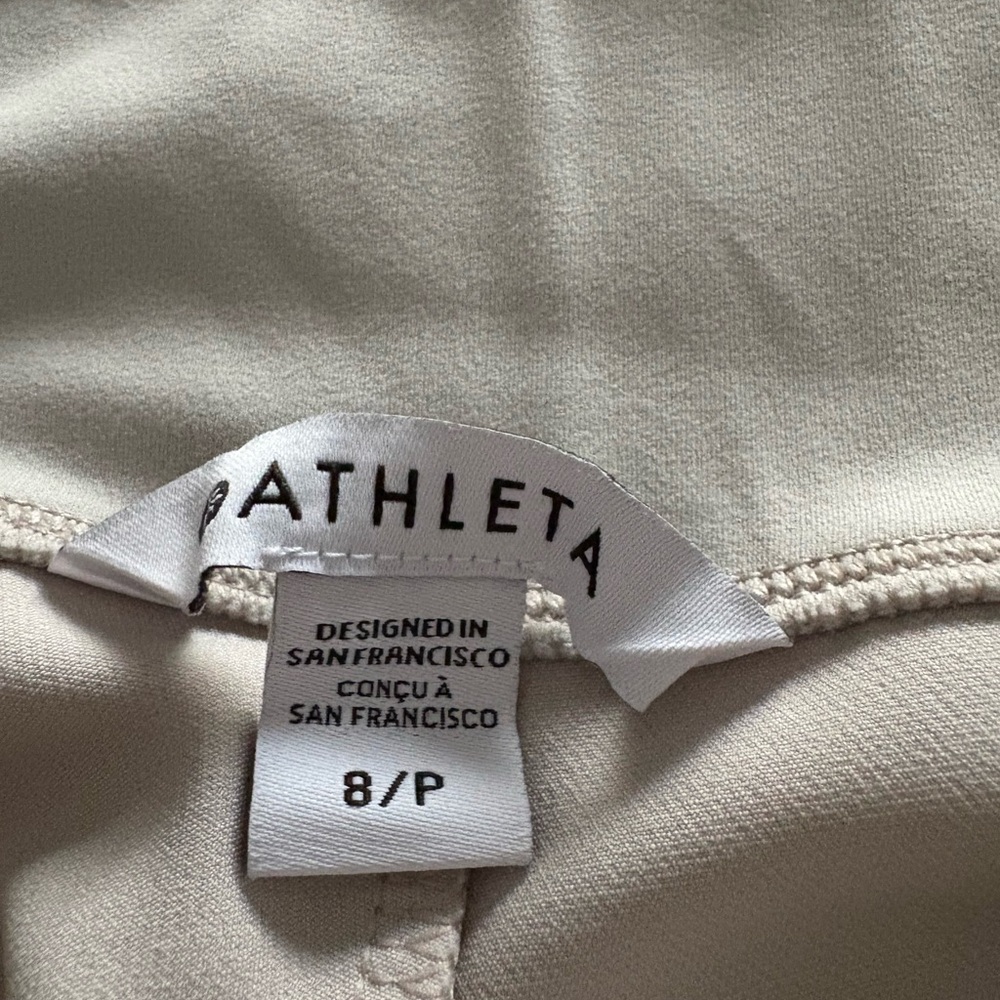 ATHLETA
DESIGNED IN
SAN FRANCISCO
CONÇU À
SAN FRANCISCO
8/P